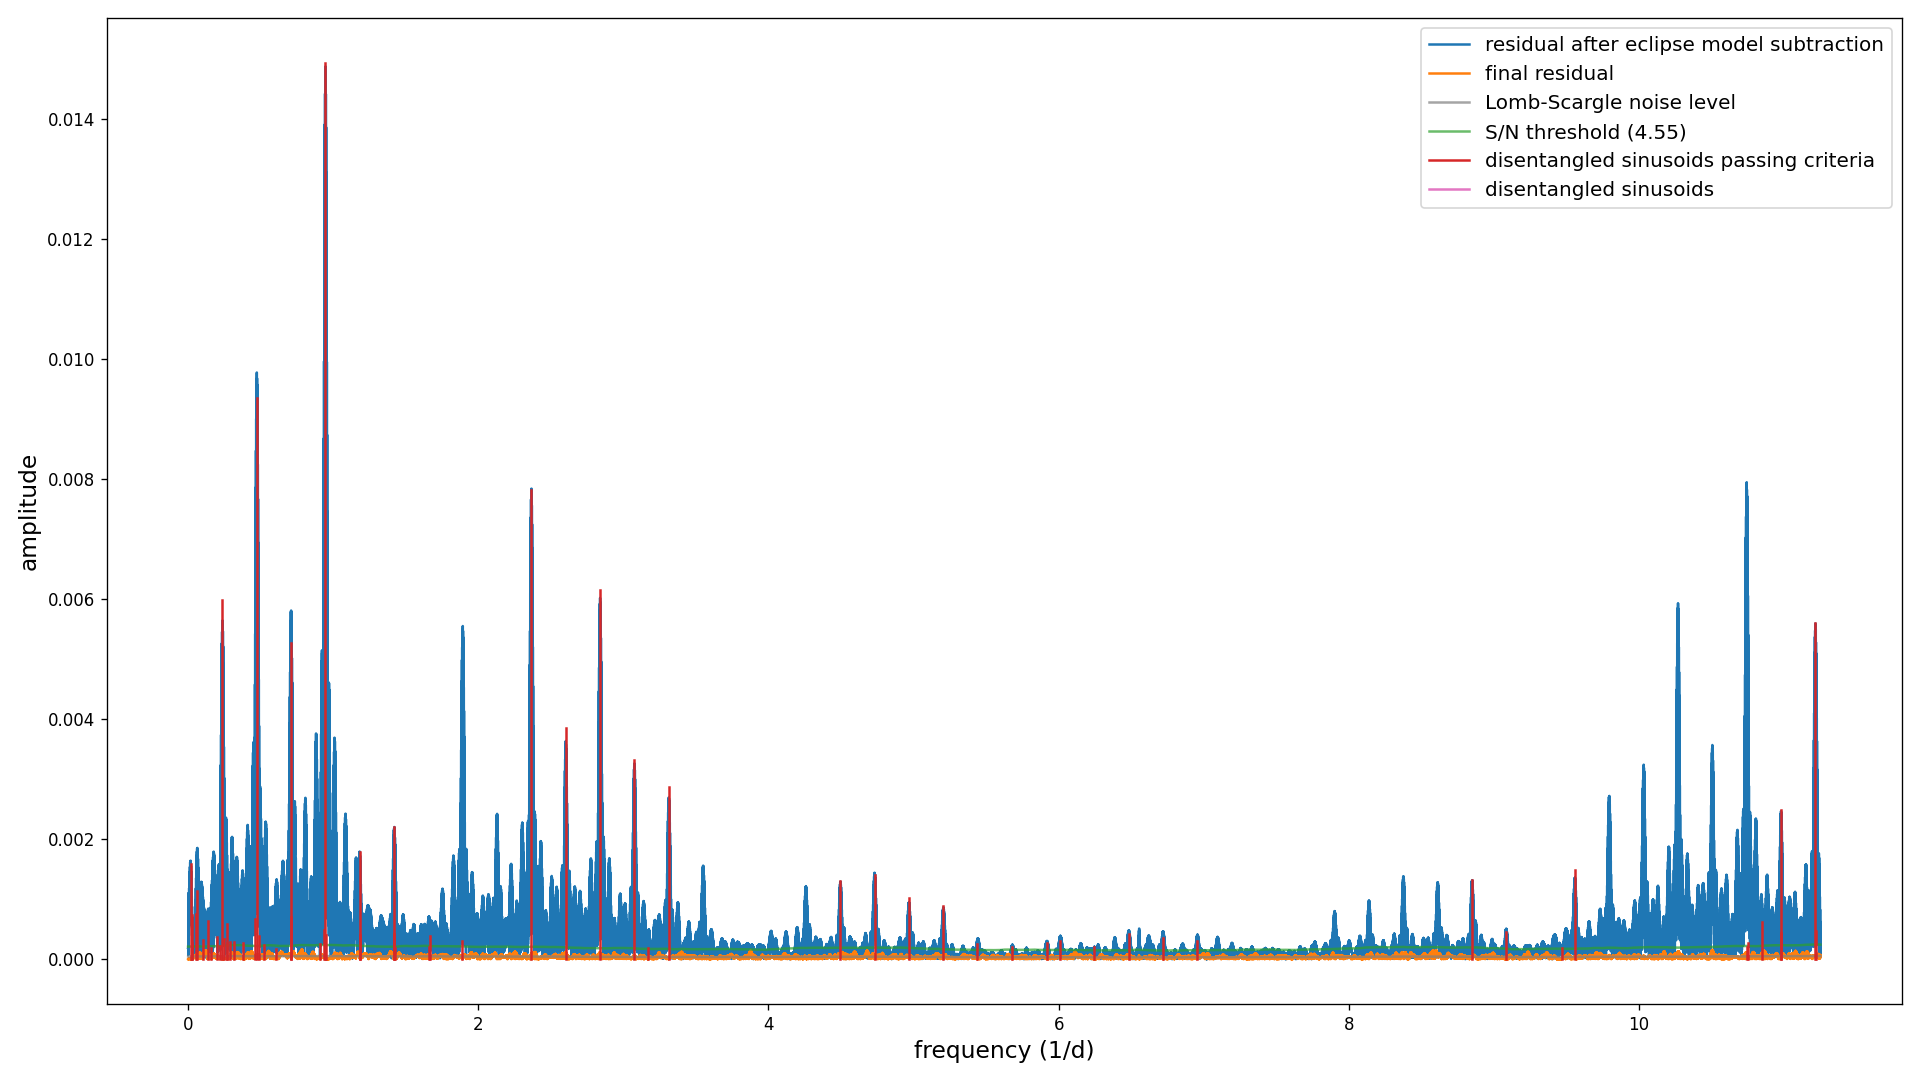 residual after eclipse model subtraction
final residual
Lomb-Scargle noise level
S/N threshold (4.55)
disentangled sinusoids passing criteria
disentangled sinusoids
amplitude
0.014
0.012
0.010
0.008
0.006
0.004
0.002
0.000
0 2 4 6 8 10
frequency (1/d)